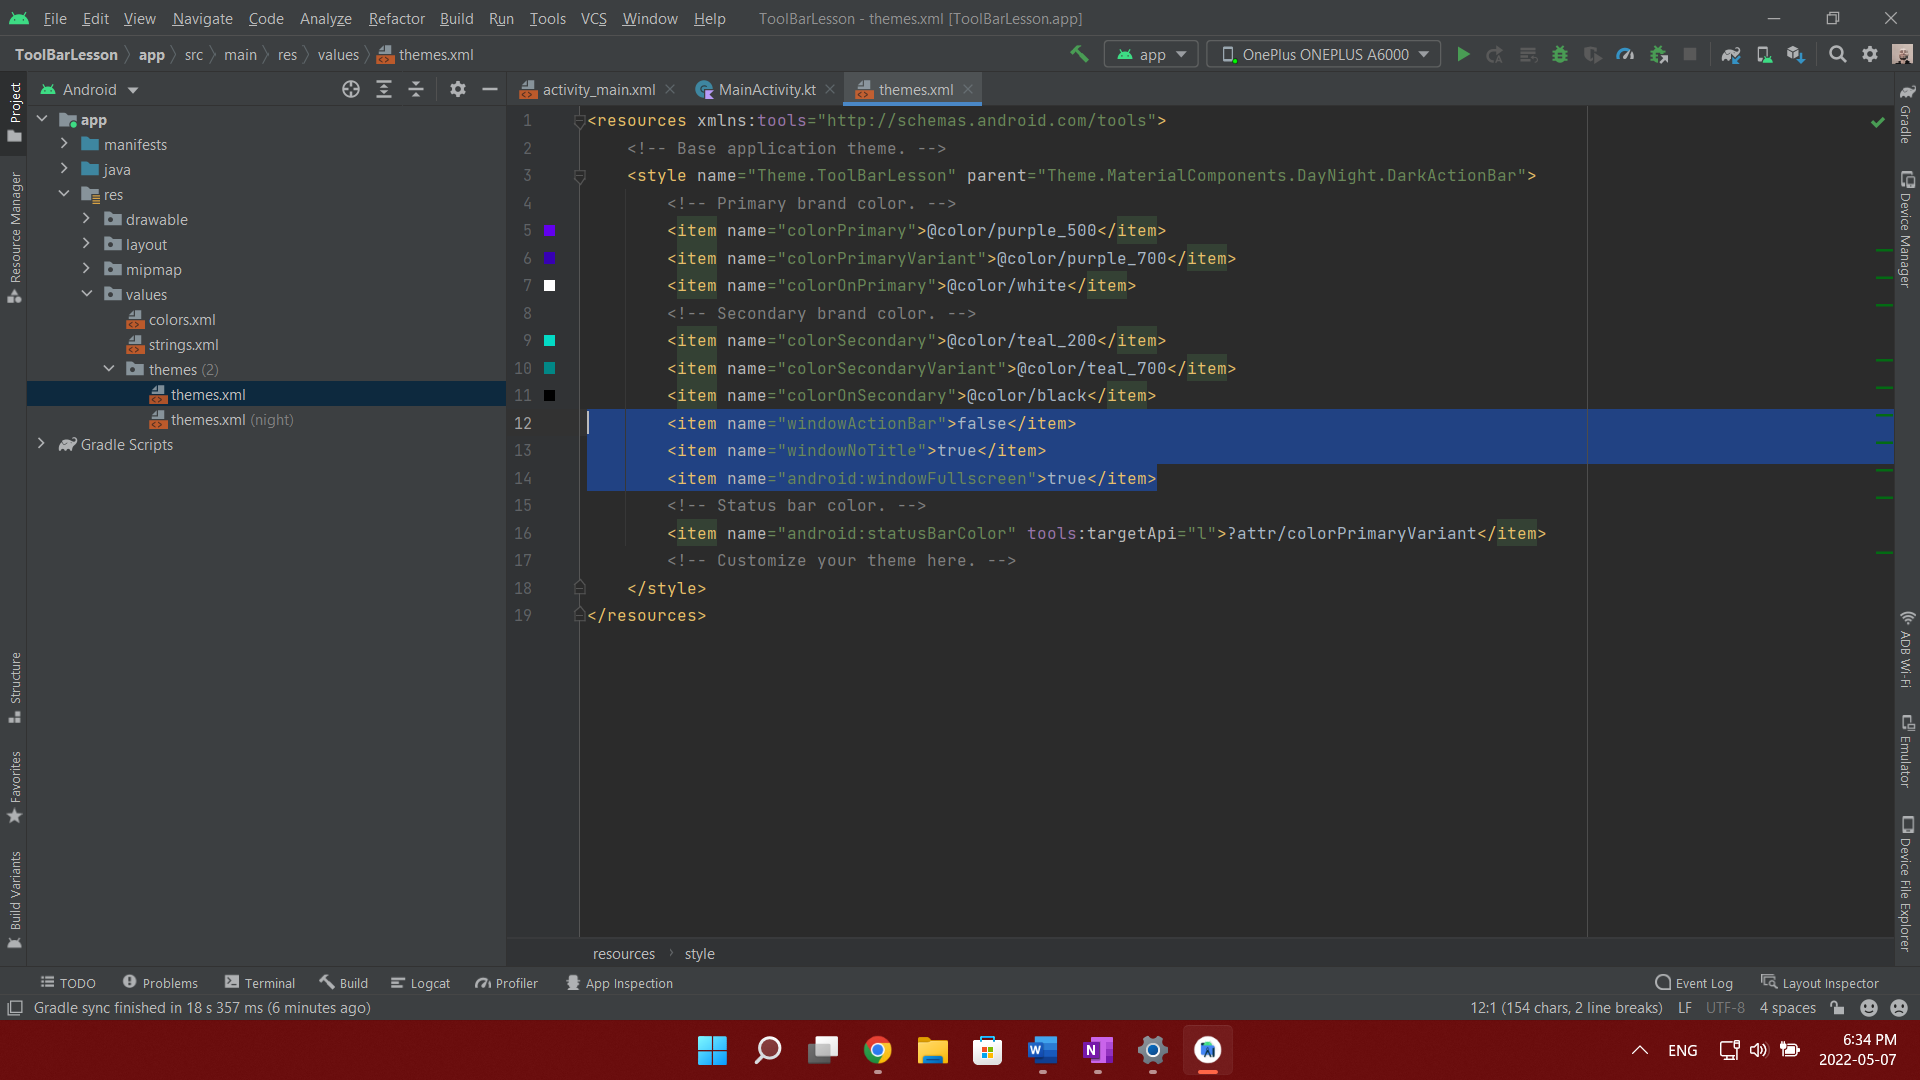 File Edit View Navigate Code Analyze Refactor Build Run Tools VCS Window Help ToolBarLesson - themes.xml [ToolBarLesson.app]
ToolBarLesson app src main res values themes.xml app OnePlus ONEPLUS A6000
Android
activity_main.xml MainActivity.kt themes.xml
Project
Resource Manager
Structure
Favorites
Build Variants
app
manifests
java
res
drawable
layout
mipmap
values
colors.xml
strings.xml
themes (2)
themes.xml
themes.xml (night)
Gradle Scripts
1 <resources xmlns:tools="http://schemas.android.com/tools">
2 <!-- Base application theme. -->
3 <style name="Theme.ToolBarLesson" parent="Theme.MaterialComponents.DayNight.DarkActionBar">
4 <!-- Primary brand color. -->
5 <item name="colorPrimary">@color/purple_500</item>
6 <item name="colorPrimaryVariant">@color/purple_700</item>
7 <item name="colorOnPrimary">@color/white</item>
8 <!-- Secondary brand color. -->
9 <item name="colorSecondary">@color/teal_200</item>
10 <item name="colorSecondaryVariant">@color/teal_700</item>
11 <item name="colorOnSecondary">@color/black</item>
12 <item name="windowActionBar">false</item>
13 <item name="windowNoTitle">true</item>
14 <item name="android:windowFullscreen">true</item>
15 <!-- Status bar color. -->
16 <item name="android:statusBarColor" tools:targetApi="l">?attr/colorPrimaryVariant</item>
17 <!-- Customize your theme here. -->
18 </style>
19 </resources>
Gradle
Device Manager
ADB Wi-Fi
Emulator
Device File Explorer
resources style
TODO Problems Terminal Build Logcat Profiler App Inspection Event Log Layout Inspector
Gradle sync finished in 18 s 357 ms (6 minutes ago) 12:1 (154 chars, 2 line breaks) LF UTF-8 4 spaces
W N ENG 6:34 PM
2022-05-07